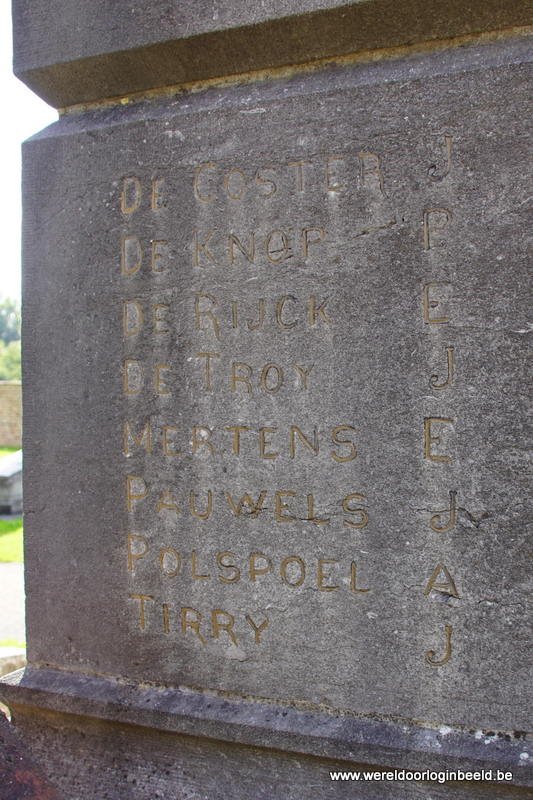 DE COSTER J
DE KNOP P
DE RIJCK E
DE TROY J
MERTENS E
PAUWELS J
POLSPOEL A
TIRRY J
www.wereldoorloginbeeld.be